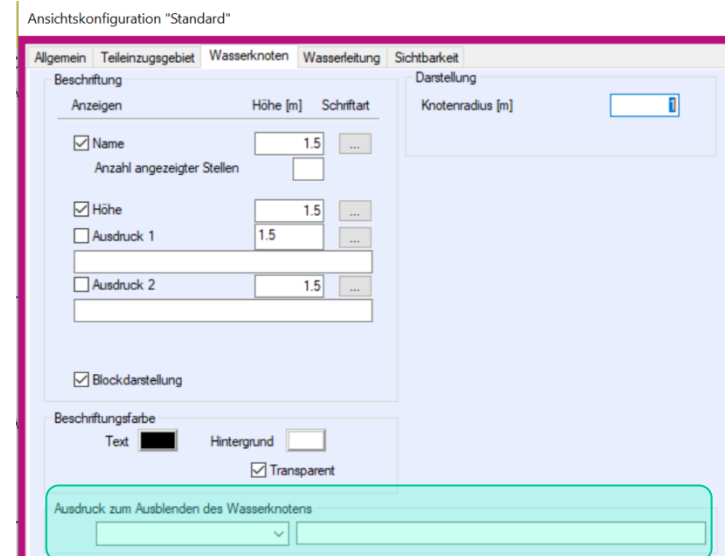 Ansichtskonfiguration "Standard"
Allgemein Teileinzugsgebiet Wasserknoten Wasserleitung Sichtbarkeit
Beschriftung
Anzeigen Höhe [m] Schriftart
Name 1.5 ...
Anzahl angezeigter Stellen
Höhe 1.5 ...
Ausdruck 1 1.5 ...
Ausdruck 2 1.5 ...
Blockdarstellung
Darstellung
Knotenradius [m] 1
Beschriftungsfarbe
Text Hintergrund
Transparent
Ausdruck zum Ausblenden des Wasserknotens